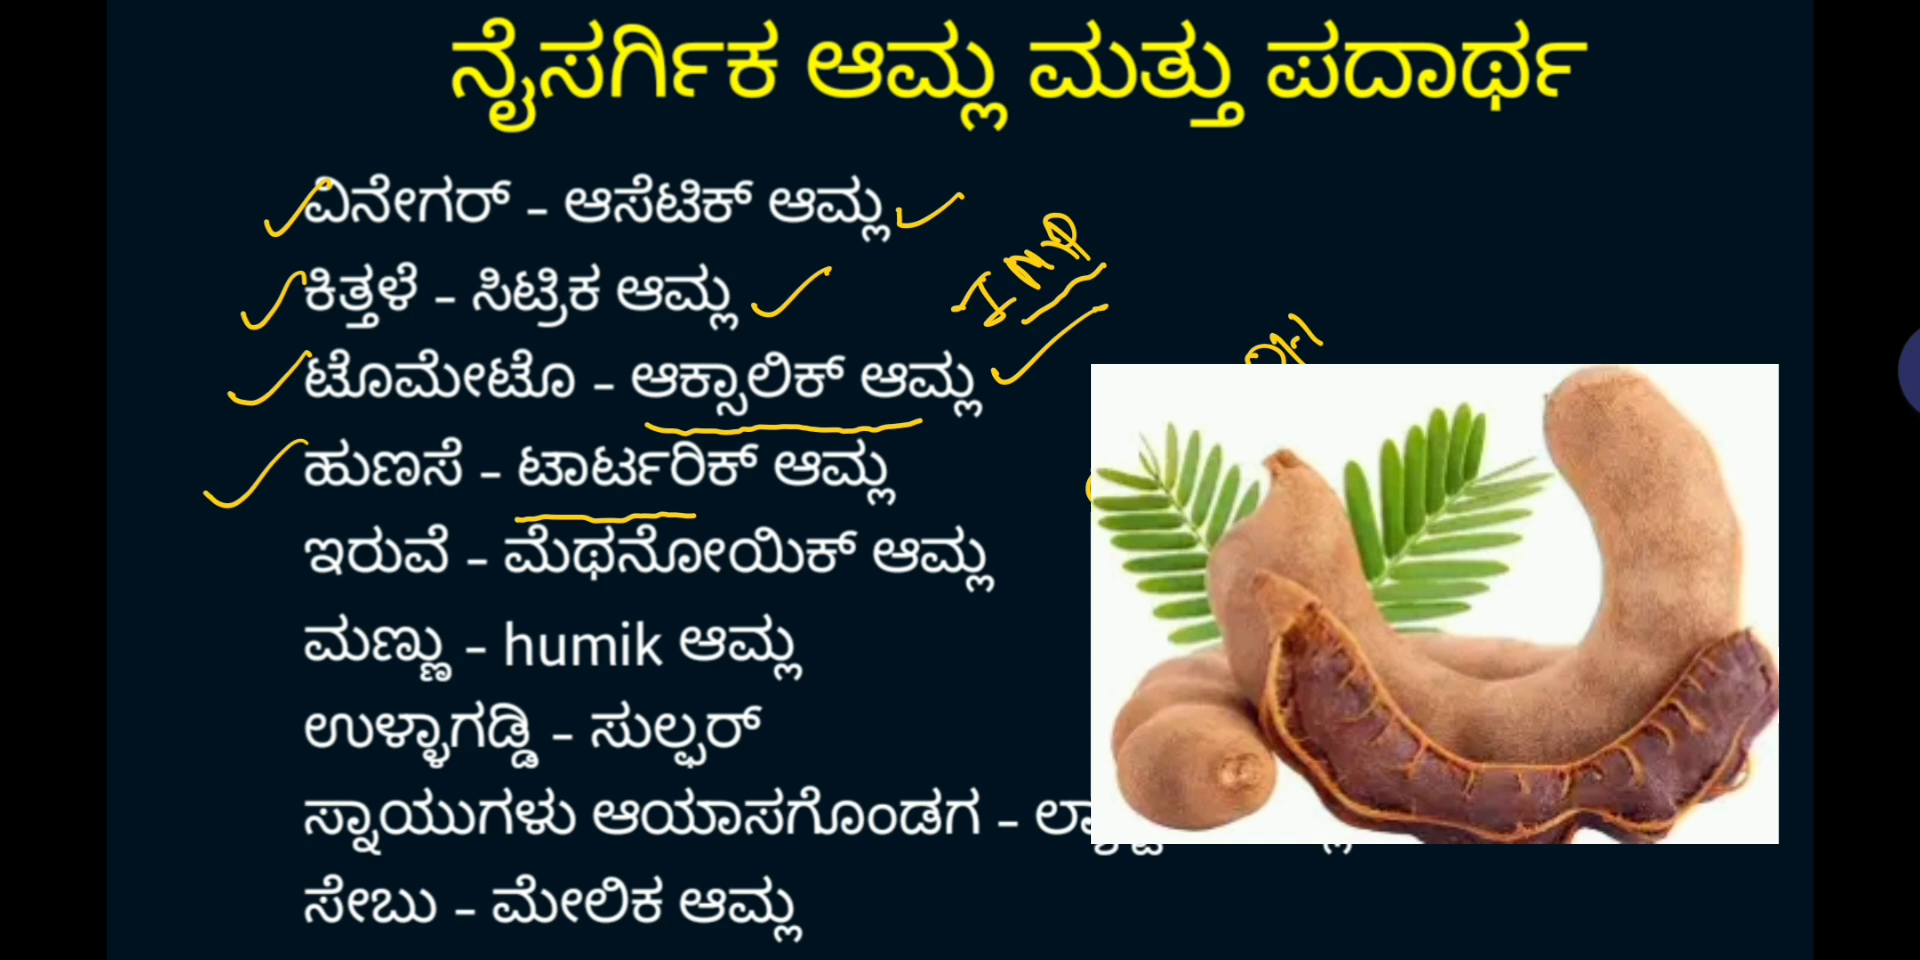 ನೈಸರ್ಗಿಕ ಆಮ್ಲ ಮತ್ತು ಪದಾರ್ಥ
ವಿನೇಗರ್ - ಆಸೆಟಿಕ್ ಆಮ್ಲ
IMP
ಕಿತ್ತಳೆ - ಸಿಟ್ರಿಕ ಆಮ್ಲ
ಟೊಮೇಟೊ - ಆಕ್ಸಾಲಿಕ್ ಆಮ್ಲ
ಹುಣಸೆ - ಟಾರ್ಟರಿಕ್ ಆಮ್ಲ
ಇರುವೆ - ಮೆಥನೋಯಿಕ್ ಆಮ್ಲ
ಮಣ್ಣು - humik ಆಮ್ಲ
ಉಳ್ಳಾಗಡ್ಡಿ - ಸುಲ್ಫರ್
ಸ್ನಾಯುಗಳು ಆಯಾಸಗೊಂಡಗ -
ಸೇಬು - ಮೇಲಿಕ ಆಮ್ಲ